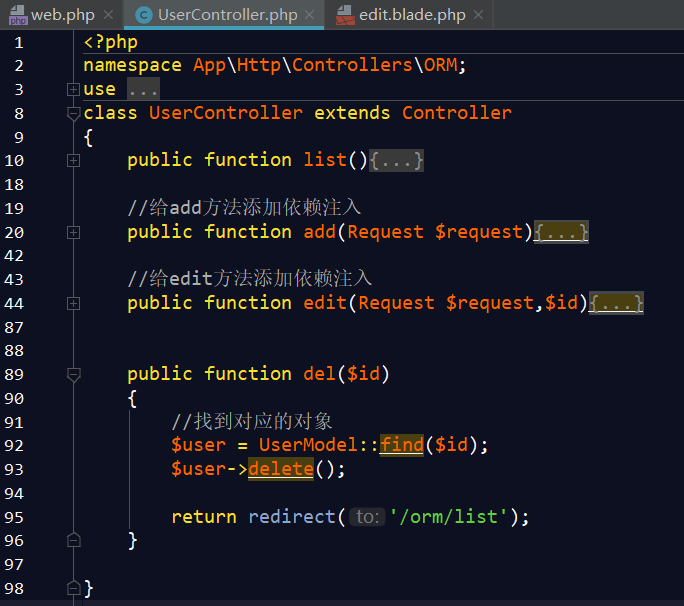 web.php UserController.php edit.blade.php
1 <?php
2 namespace App\Http\Controllers\ORM;
3 use ...
8 class UserController extends Controller
9 {
10 public function list(){...}
18
19 //给add方法添加依赖注入
20 public function add(Request $request){...}
42
43 //给edit方法添加依赖注入
44 public function edit(Request $request,$id){...}
87
88
89 public function del($id)
90 {
91 //找到对应的对象
92 $user = UserModel::find($id);
93 $user->delete();
94
95 return redirect( to: '/orm/list');
96 }
97
98 }